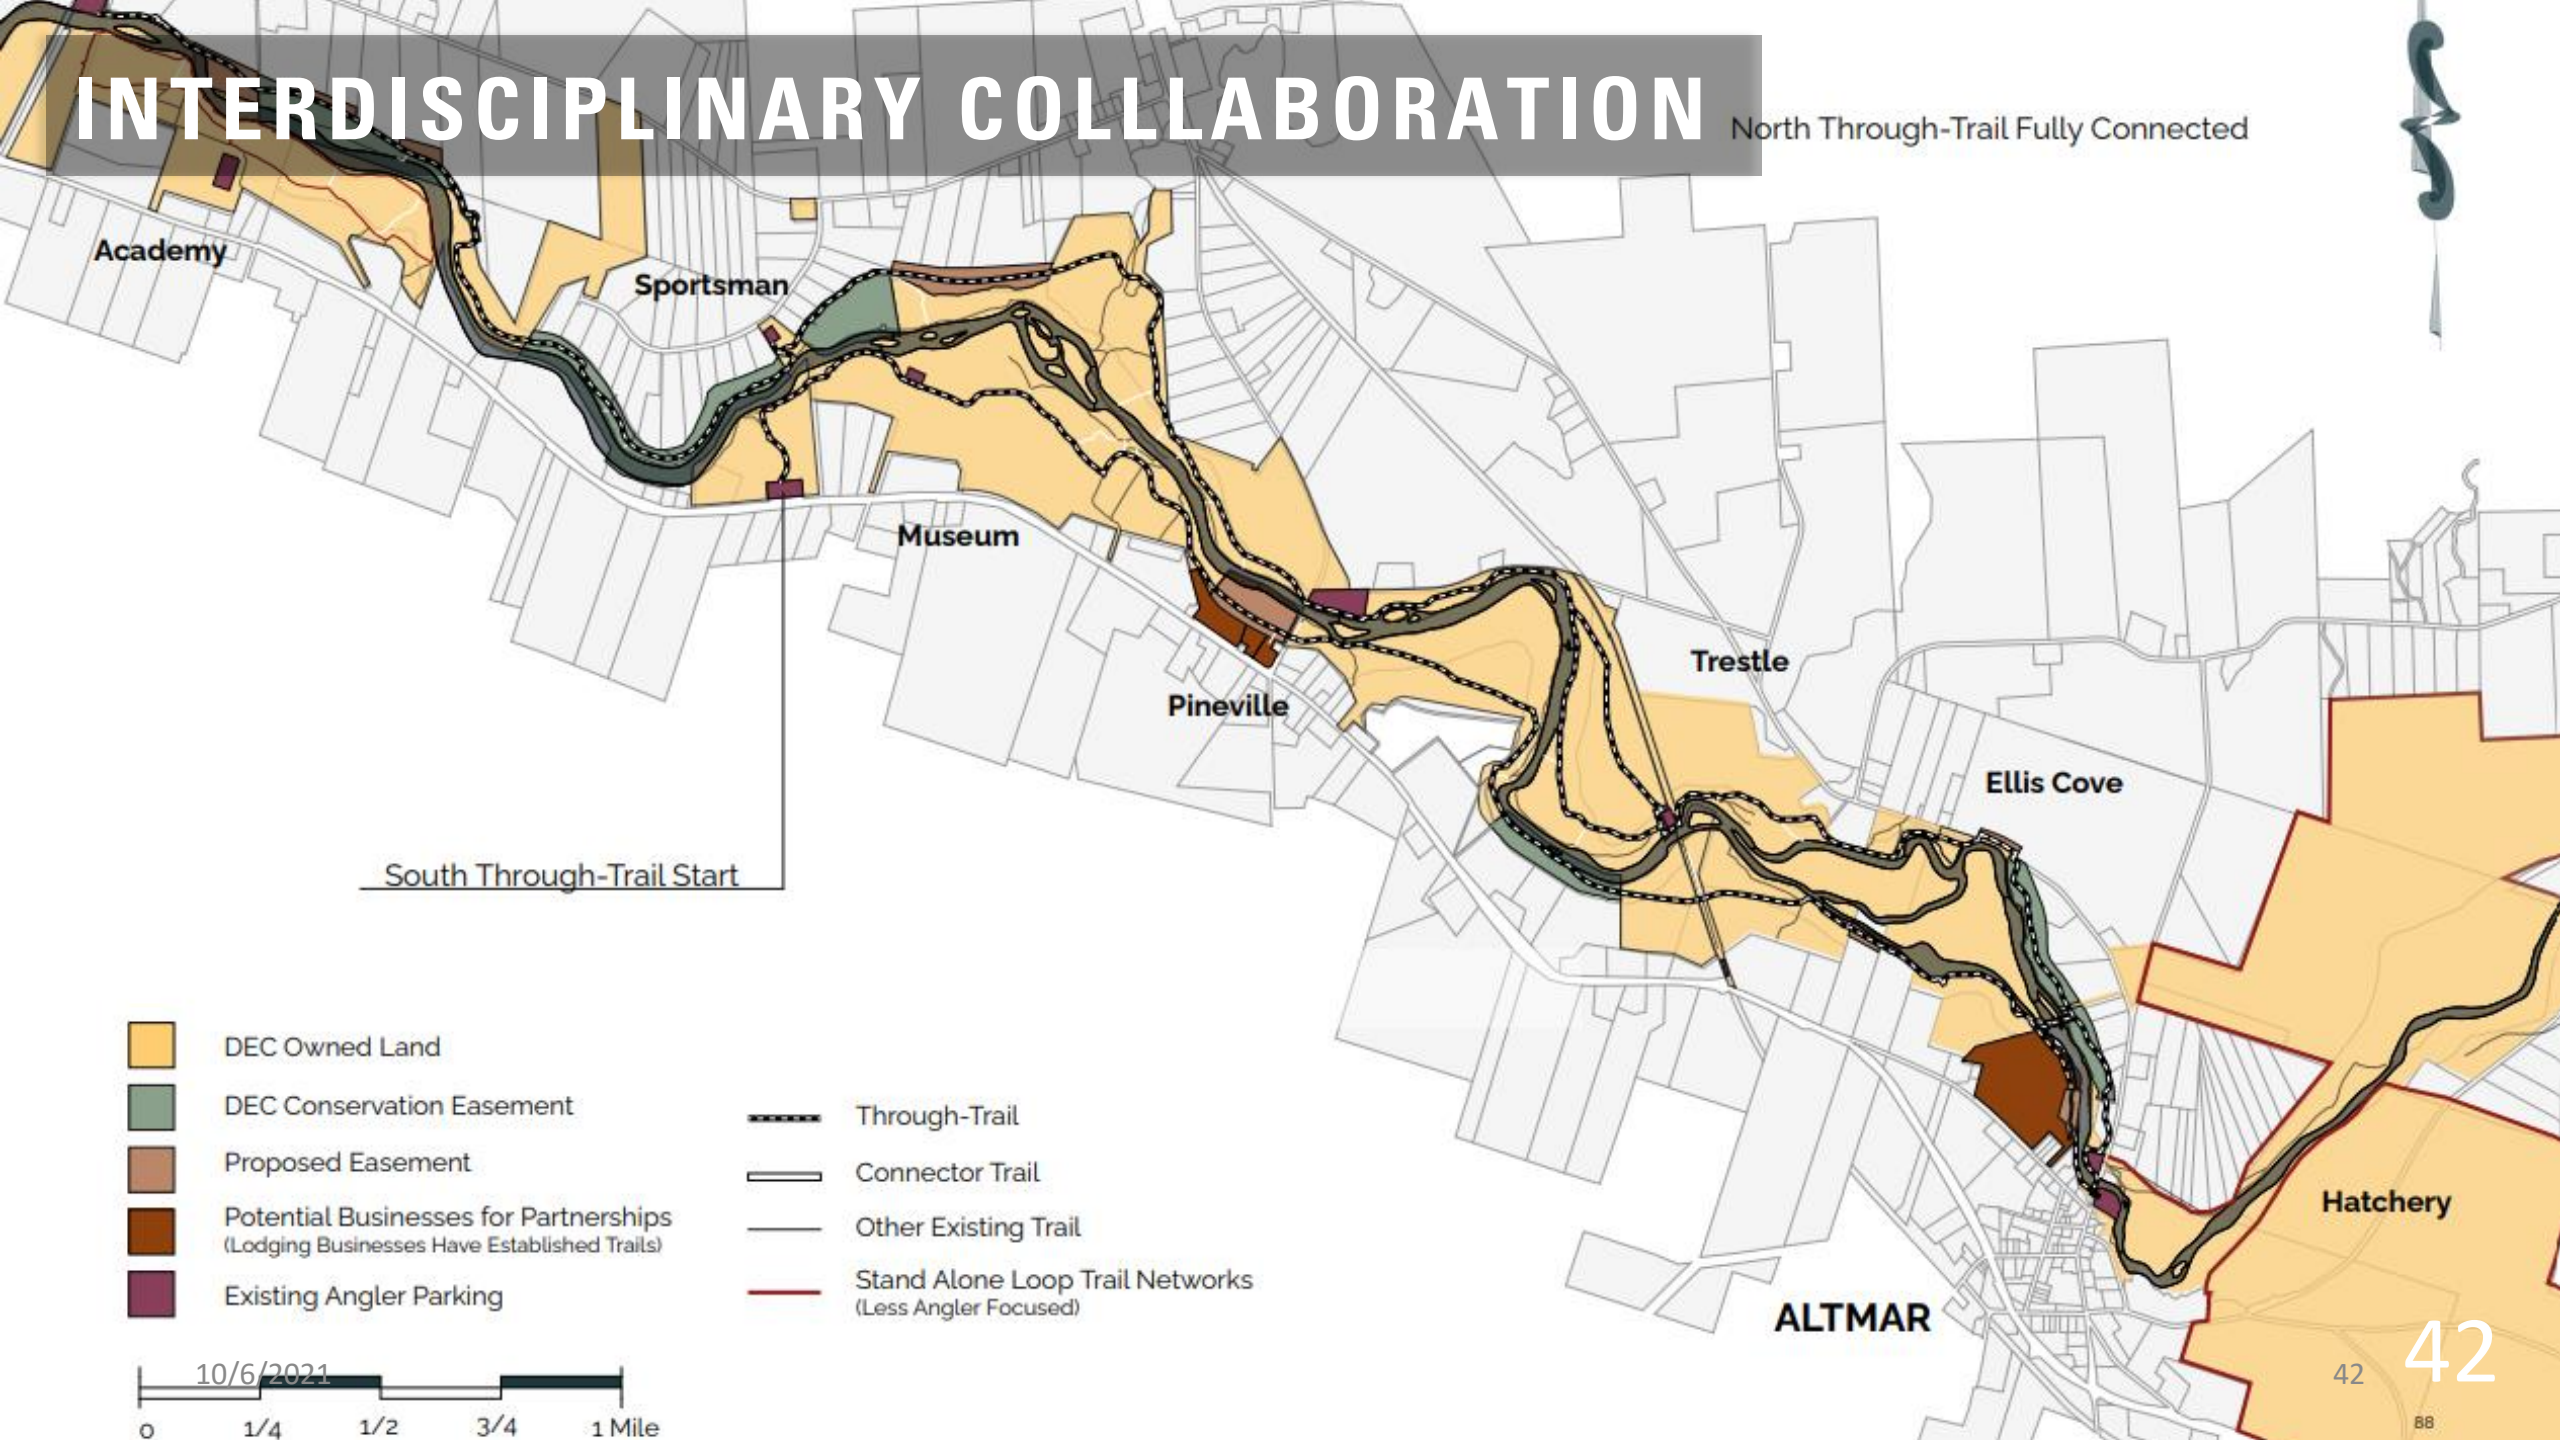 INTERDISCIPLINARY COLLLABORATION
North Through-Trail Fully Connected
Academy
Sportsman
Museum
Pineville
Trestle
Ellis Cove
South Through-Trail Start
DEC Owned Land
DEC Conservation Easement
Proposed Easement
Potential Businesses for Partnerships
(Lodging Businesses Have Established Trails)
Existing Angler Parking
Through-Trail
Connector Trail
Other Existing Trail
Stand Alone Loop Trail Networks
(Less Angler Focused)
Hatchery
ALTMAR
10/6/2021
0 1/4 1/2 3/4 1 Mile
42
42
88